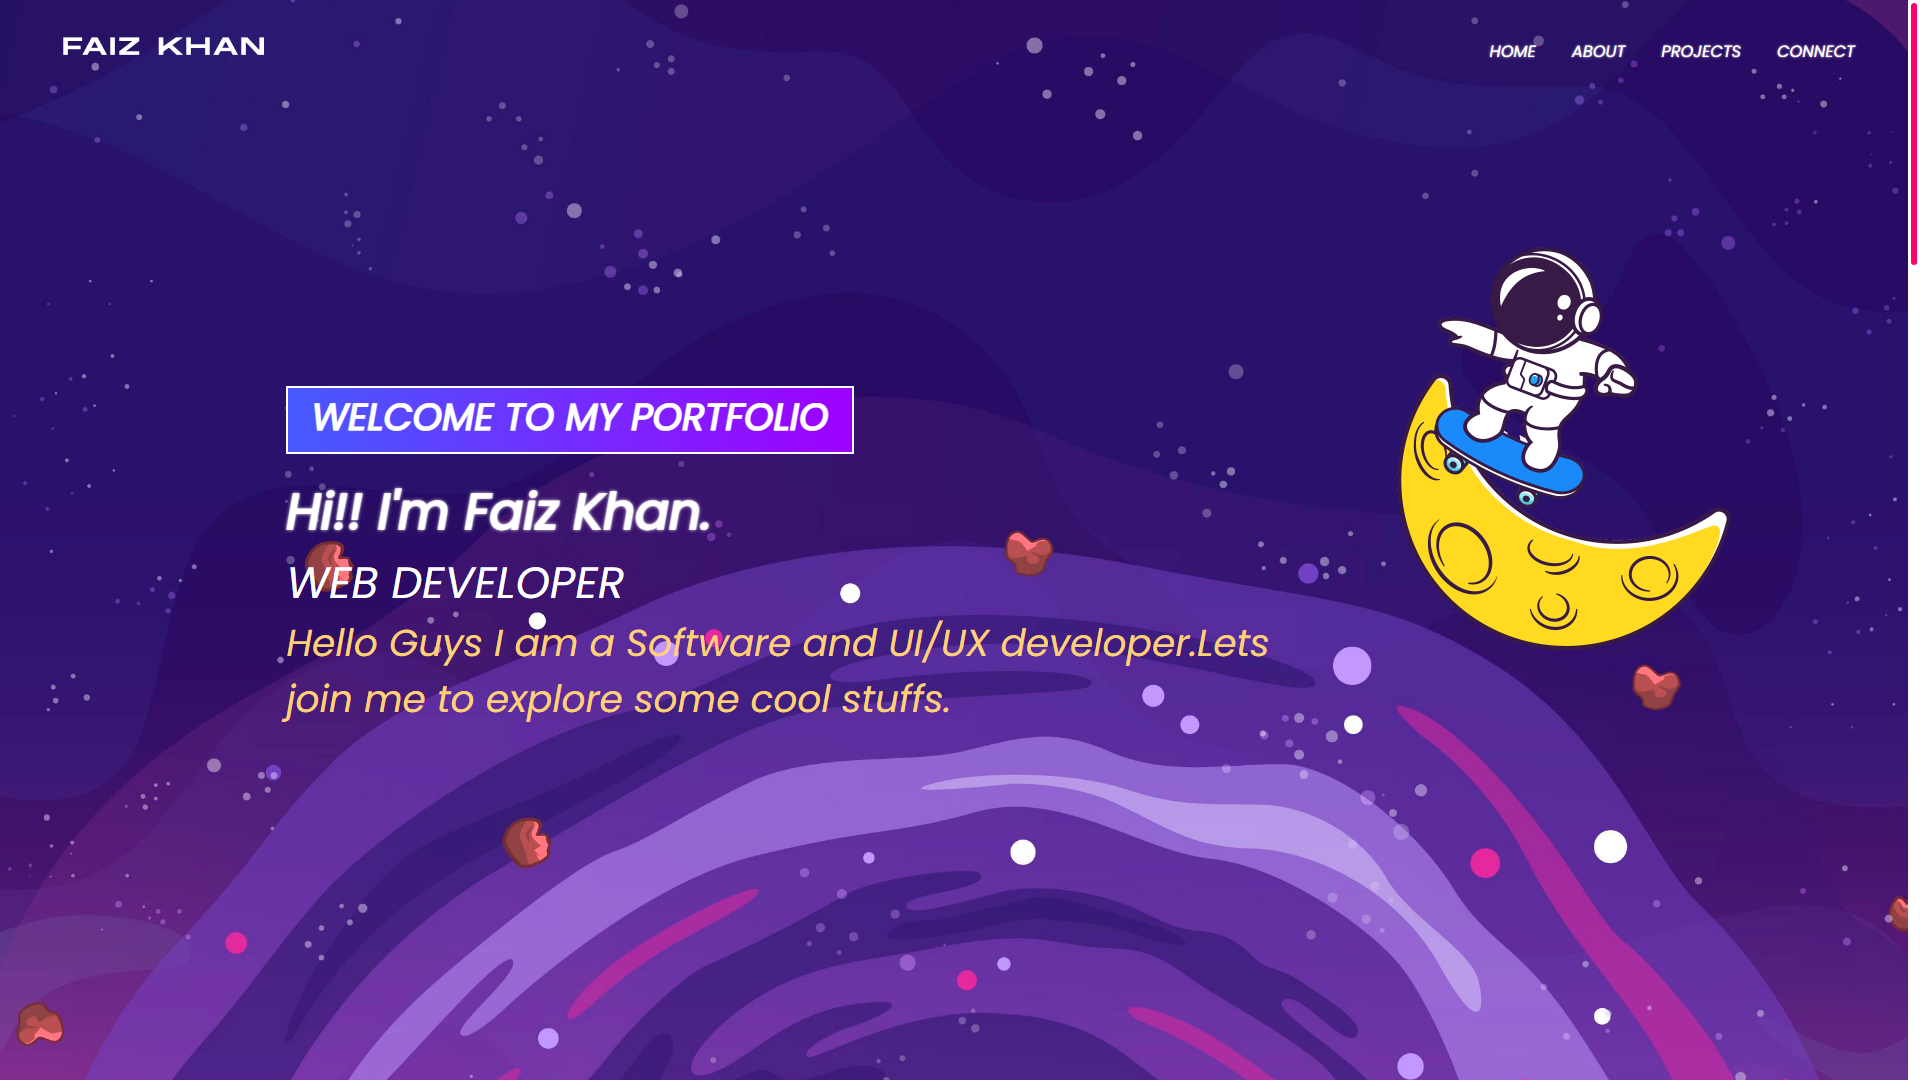 FAIZ KHAN
HOME ABOUT PROJECTS CONNECT
WELCOME TO MY PORTFOLIO
Hi!! I'm Faiz Khan.
WEB DEVELOPER
Hello Guys I am a Software and UI/UX developer.Lets
join me to explore some cool stuffs.